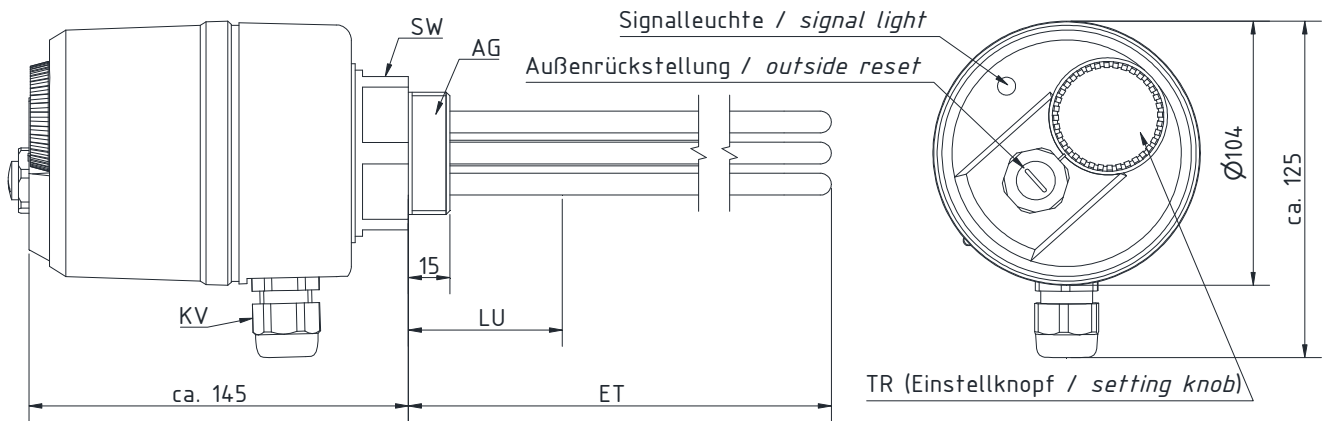 SW
AG
KV
15
LU
ca. 145
ET
Signalleuchte / signal light
Außenrückstellung / outside reset
Ø104
ca. 125
TR (Einstellknopf / setting knob)